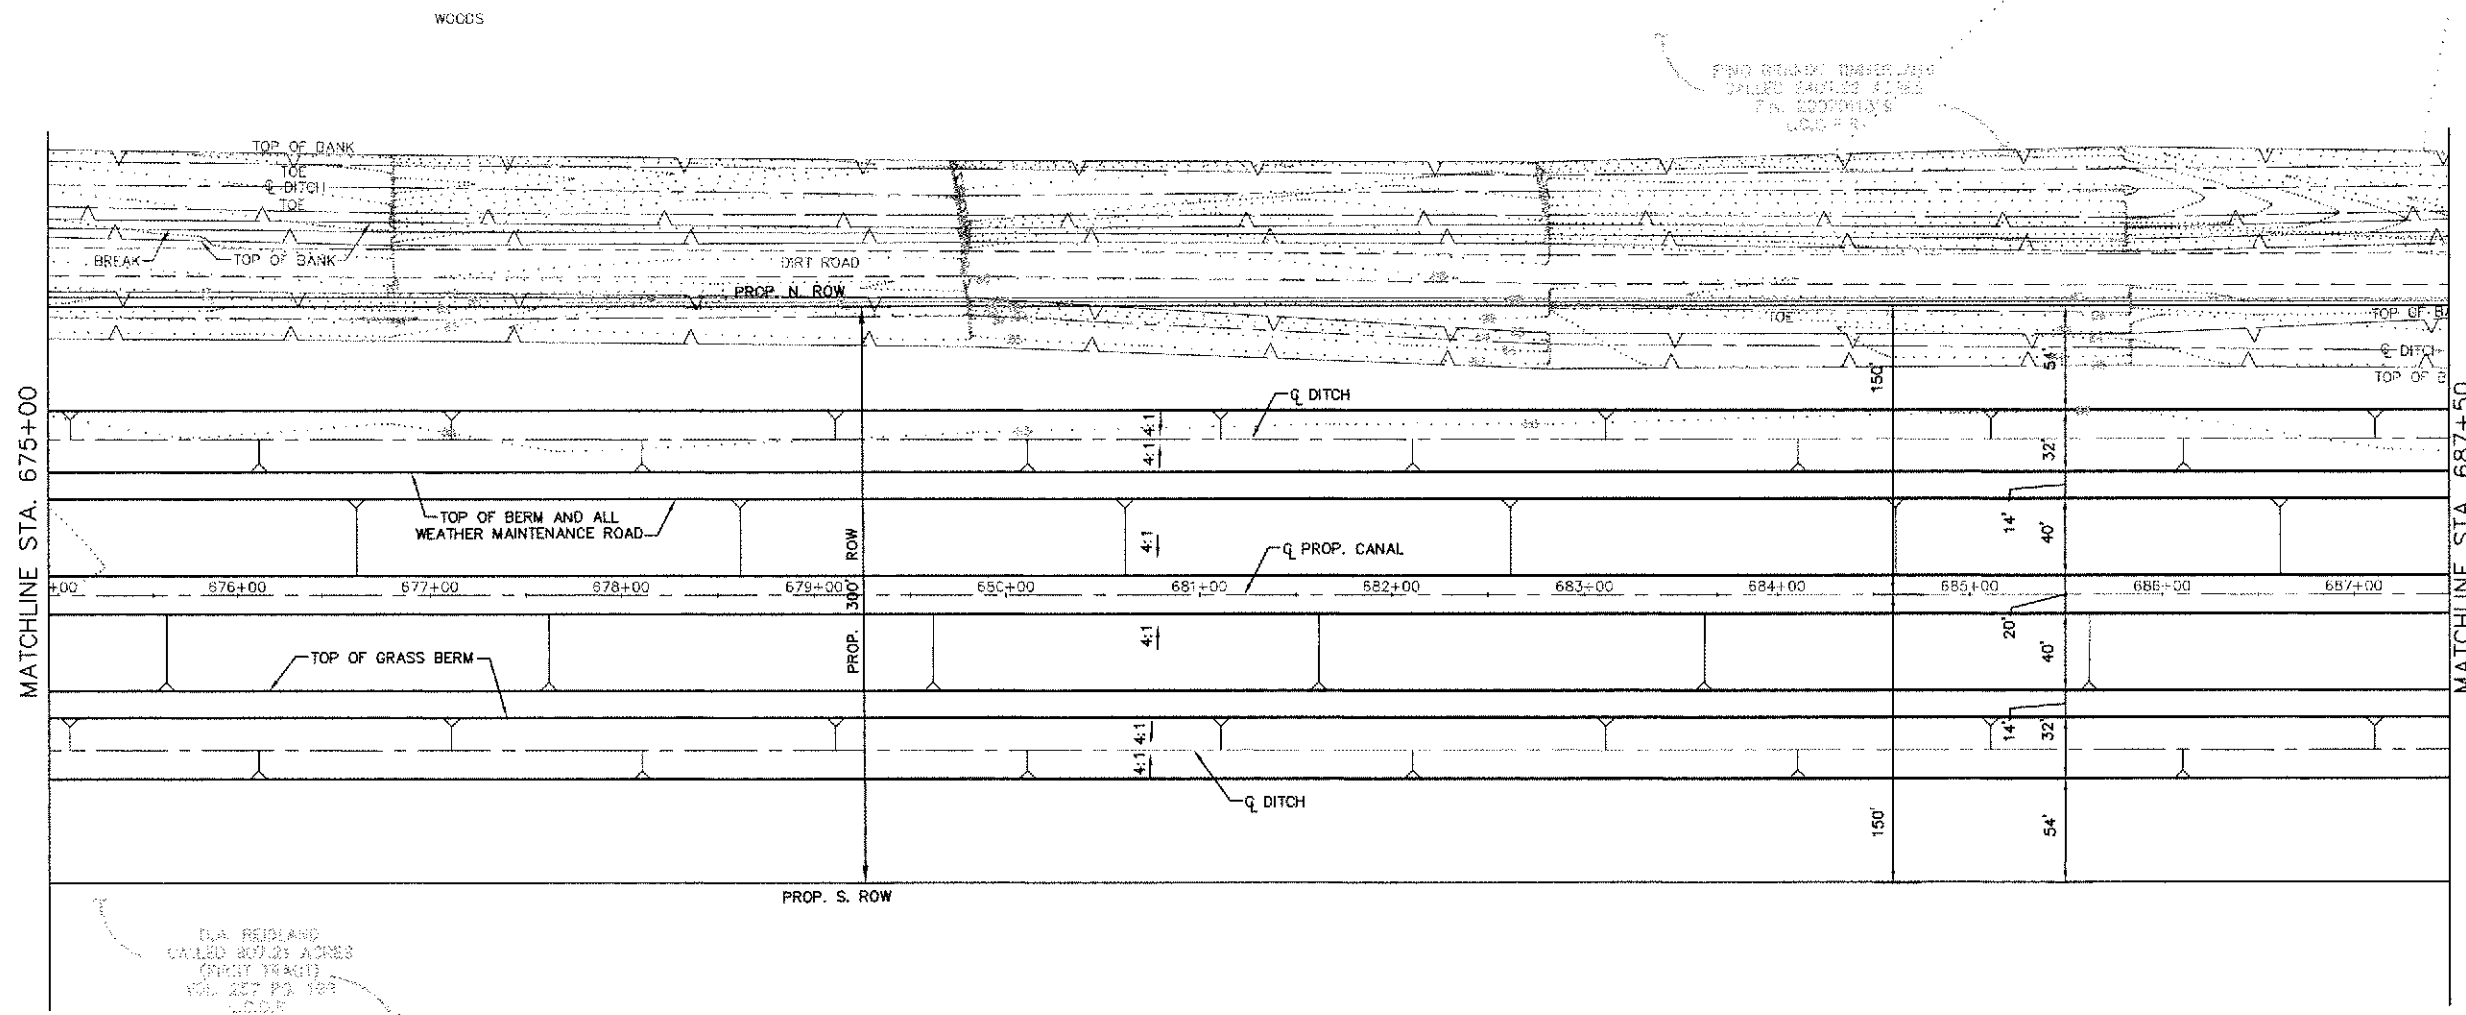 WOODS
TOP OF BANK
TOE
℄ DITCH
TOE
BREAK
TOP OF BANK
DIRT ROAD
PROP. N. ROW
TOE
TOP OF BA
℄ DITCH
TOP OF B
150'
54'
℄ DITCH
4:1
4:1
32'
TOP OF BERM AND ALL
WEATHER MAINTENANCE ROAD
14'
40'
4:1
℄ PROP. CANAL
MATCHLINE STA. 675+00
MATCHLINE STA. 687+50
+00
676+00
677+00
678+00
679+00
681+00
682+00
683+00
684+00
685+00
686+00
687+00
PROP. 300' ROW
20'
4:1
40'
TOP OF GRASS BERM
14'
32'
4:1
4:1
℄ DITCH
150'
54'
PROP. S. ROW
D.A. REIDLAND
(FIRST TRACT)